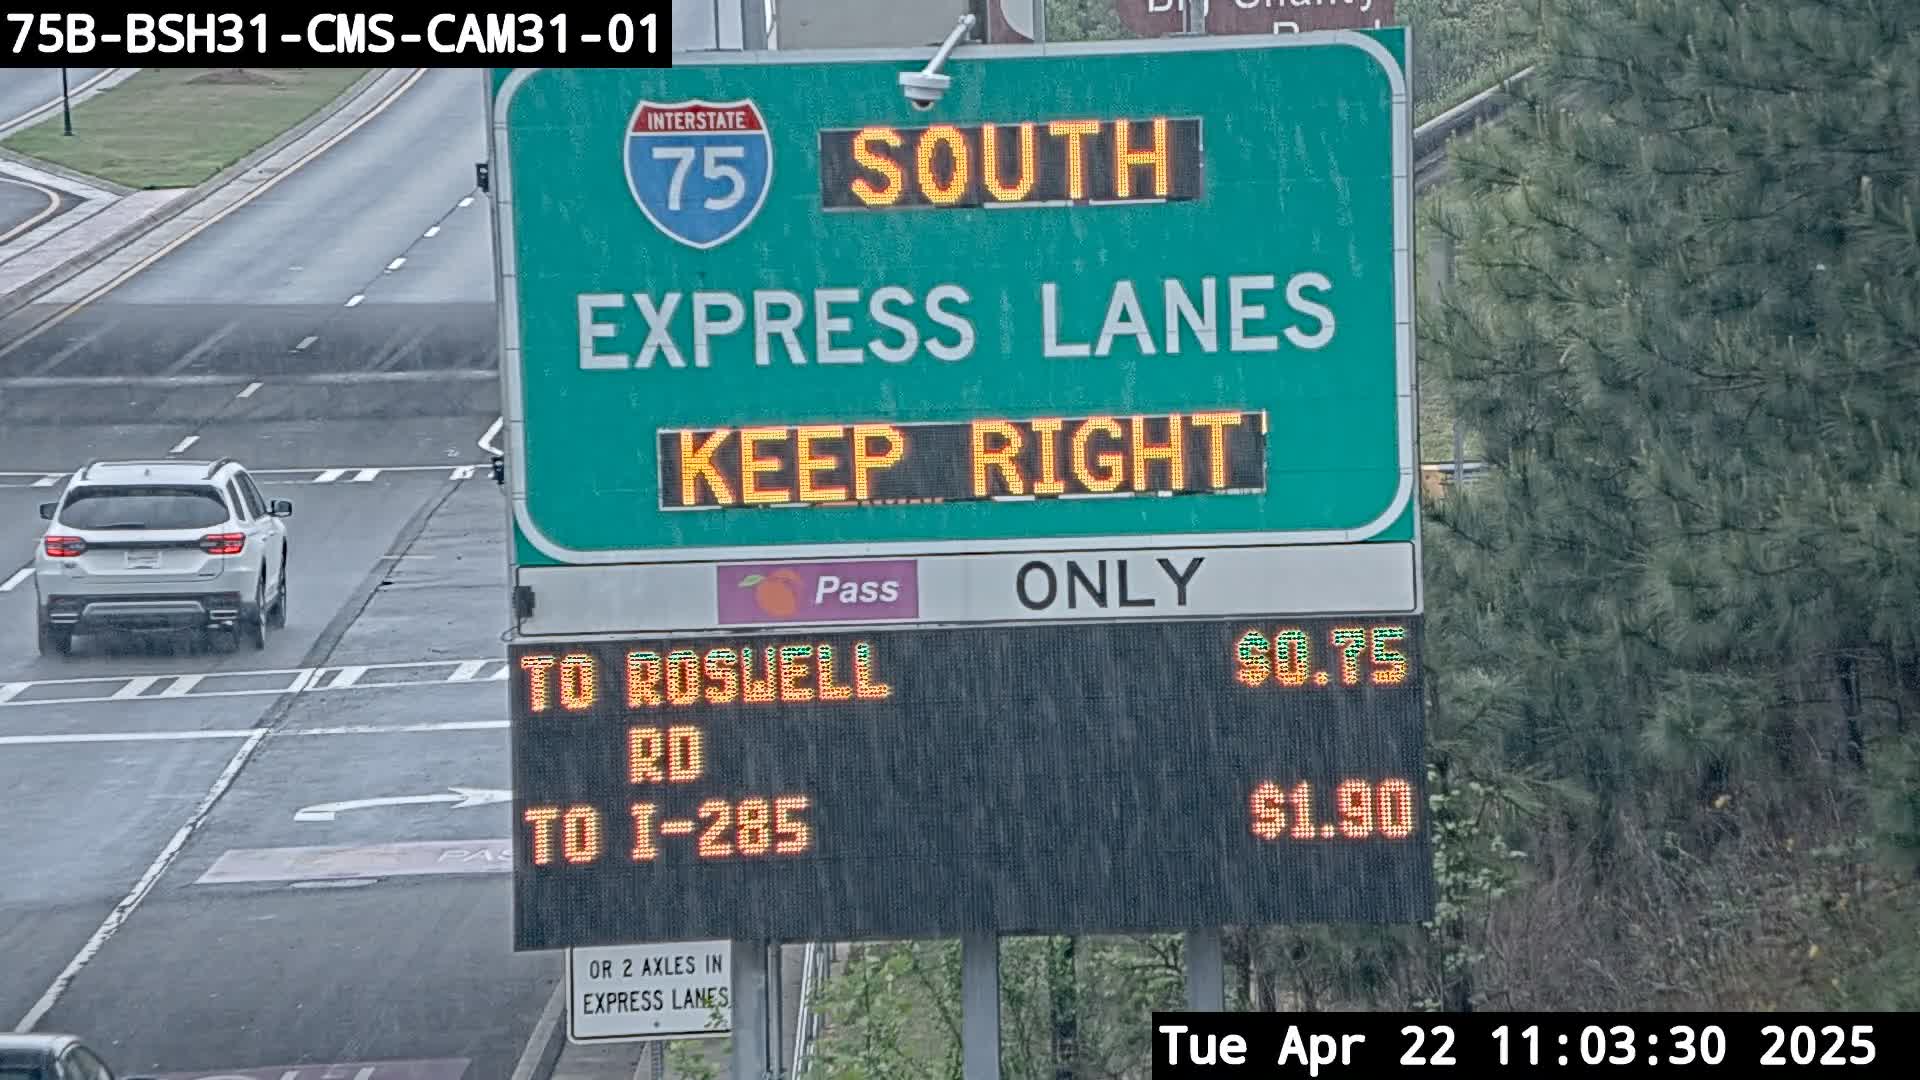 75B-BSH31-CMS-CAM31-01
INTERSTATE
75
SOUTH
EXPRESS LANES
KEEP RIGHT
Pass ONLY
TO ROSWELL $0.75
RD
TO I-285 $1.90
OR 2 AXLES IN
EXPRESS LANES
Tue Apr 22 11:03:30 2025